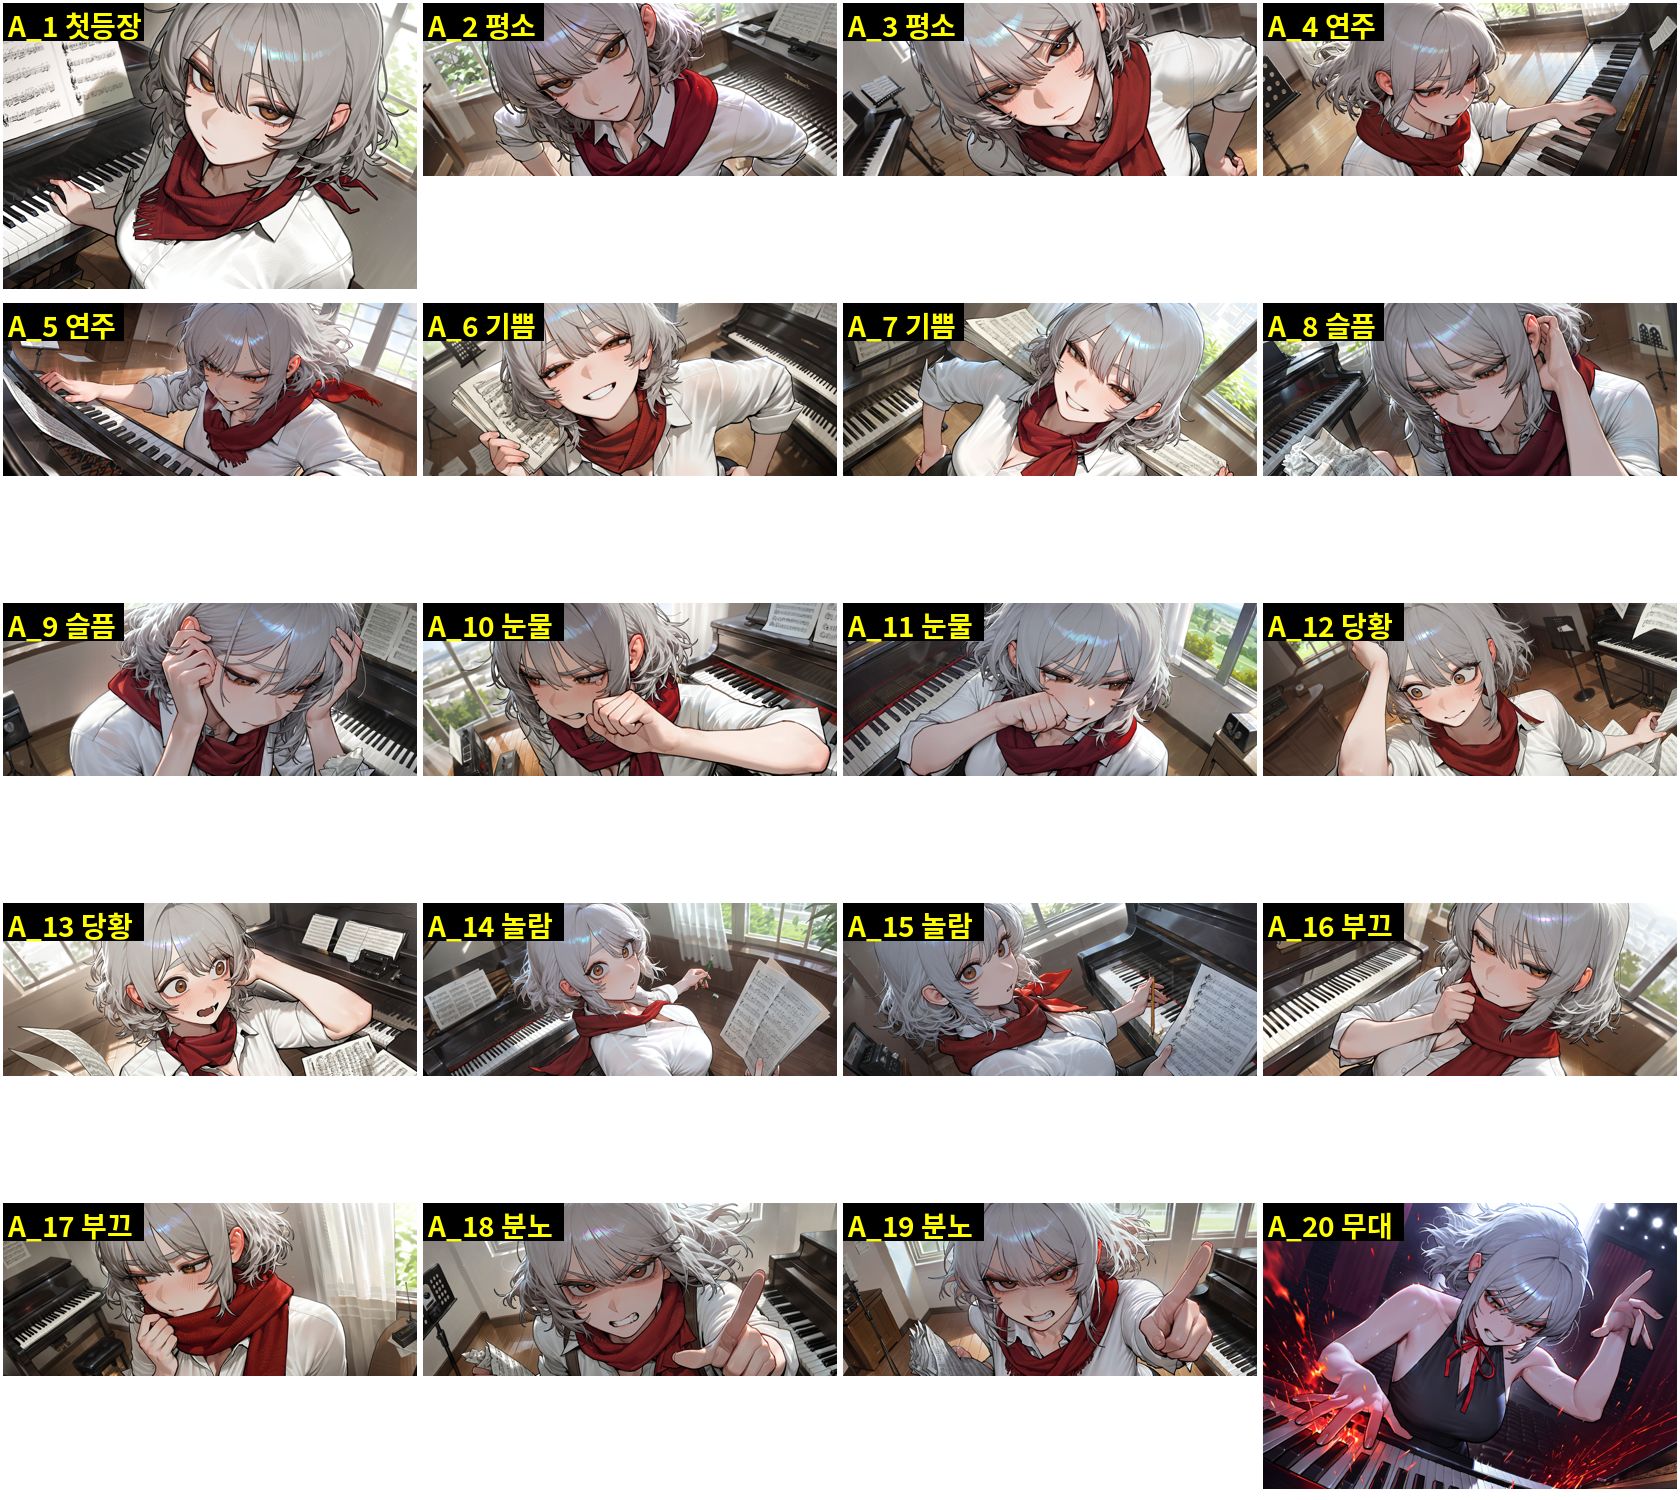 A_1 첫등장
A_2 평소
A_3 평소
A_4 연주
A_5 연주
A_6 기쁨
A_7 기쁨
A_8 슬픔
A_9 슬픔
A_10 눈물
A_11 눈물
A_12 당황
A_13 당황
A_14 놀람
A_15 놀람
A_16 부끄
A_17 부끄
A_18 분노
A_19 분노
A_20 무대